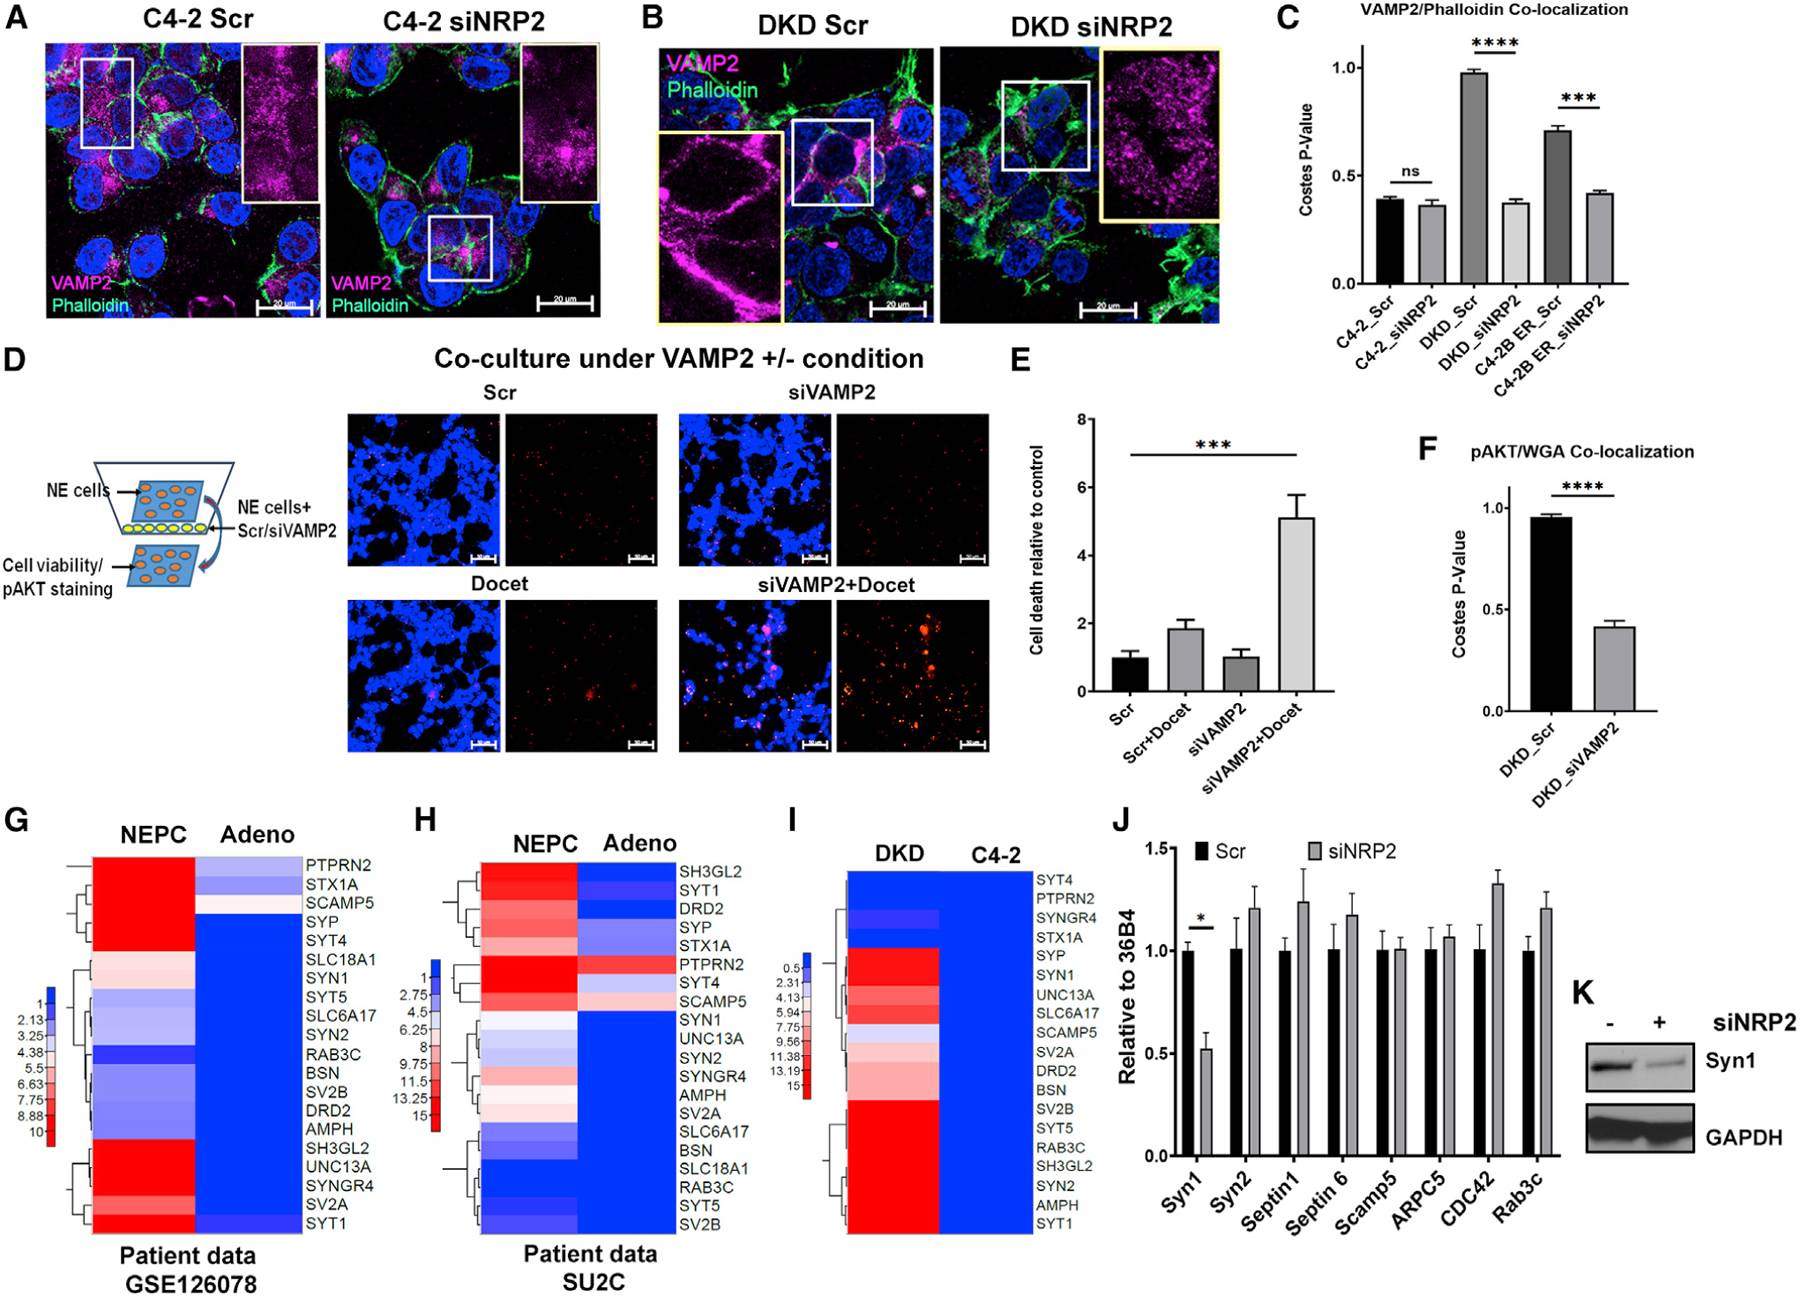 A
C4-2 Scr
C4-2 siNRP2
VAMP2
Phalloidin
20 µm
VAMP2
Phalloidin
20 µm
B
DKD Scr
DKD siNRP2
VAMP2
Phalloidin
20 µm
20 µm
C
VAMP2/Phalloidin Co-localization
Costes P-Value
1.0
0.5
0.0
ns
****
***
C4-2_Scr
C4-2_siNRP2
DKD_Scr
DKD_siNRP2
C4-2B ER_Scr
C4-2B ER_siNRP2
D
Co-culture under VAMP2 +/- condition
NE cells
NE cells+
Scr/siVAMP2
Cell viability/
pAKT staining
Scr
siVAMP2
Docet
siVAMP2+Docet
E
Cell death relative to control
8
6
4
2
0
***
Scr
Scr+Docet
siVAMP2
siVAMP2+Docet
F
pAKT/WGA Co-localization
Costes P-Value
1.0
0.5
0.0
****
DKD_Scr
DKD_siVAMP2
G
NEPC
Adeno
1
2.13
3.25
4.38
5.5
6.63
7.75
8.88
10
PTPRN2
STX1A
SCAMP5
SYP
SYT4
SLC18A1
SYN1
SYT5
SLC6A17
SYN2
RAB3C
BSN
SV2B
DRD2
AMPH
SH3GL2
UNC13A
SYNGR4
SV2A
SYT1
Patient data
GSE126078
H
NEPC
Adeno
1
2.75
4.5
6.25
8
9.75
11.5
13.25
15
SH3GL2
SYT1
DRD2
SYP
STX1A
PTPRN2
SYT4
SCAMP5
SYN1
UNC13A
SYN2
SYNGR4
AMPH
SV2A
SLC6A17
BSN
SLC18A1
RAB3C
SYT5
SV2B
Patient data
SU2C
I
DKD
C4-2
0.5
2.31
4.13
5.94
7.75
9.56
11.38
13.19
15
SYT4
PTPRN2
SYNGR4
STX1A
SYP
SYN1
UNC13A
SLC6A17
SCAMP5
SV2A
DRD2
BSN
SV2B
SYT5
RAB3C
SH3GL2
SYN2
AMPH
SYT1
J
Relative to 36B4
1.5
1.0
0.5
0.0
Scr
siNRP2
*
Syn1
Syn2
Septin1
Septin 6
Scamp5
ARPC5
CDC42
Rab3c
K
- + siNRP2
Syn1
GAPDH